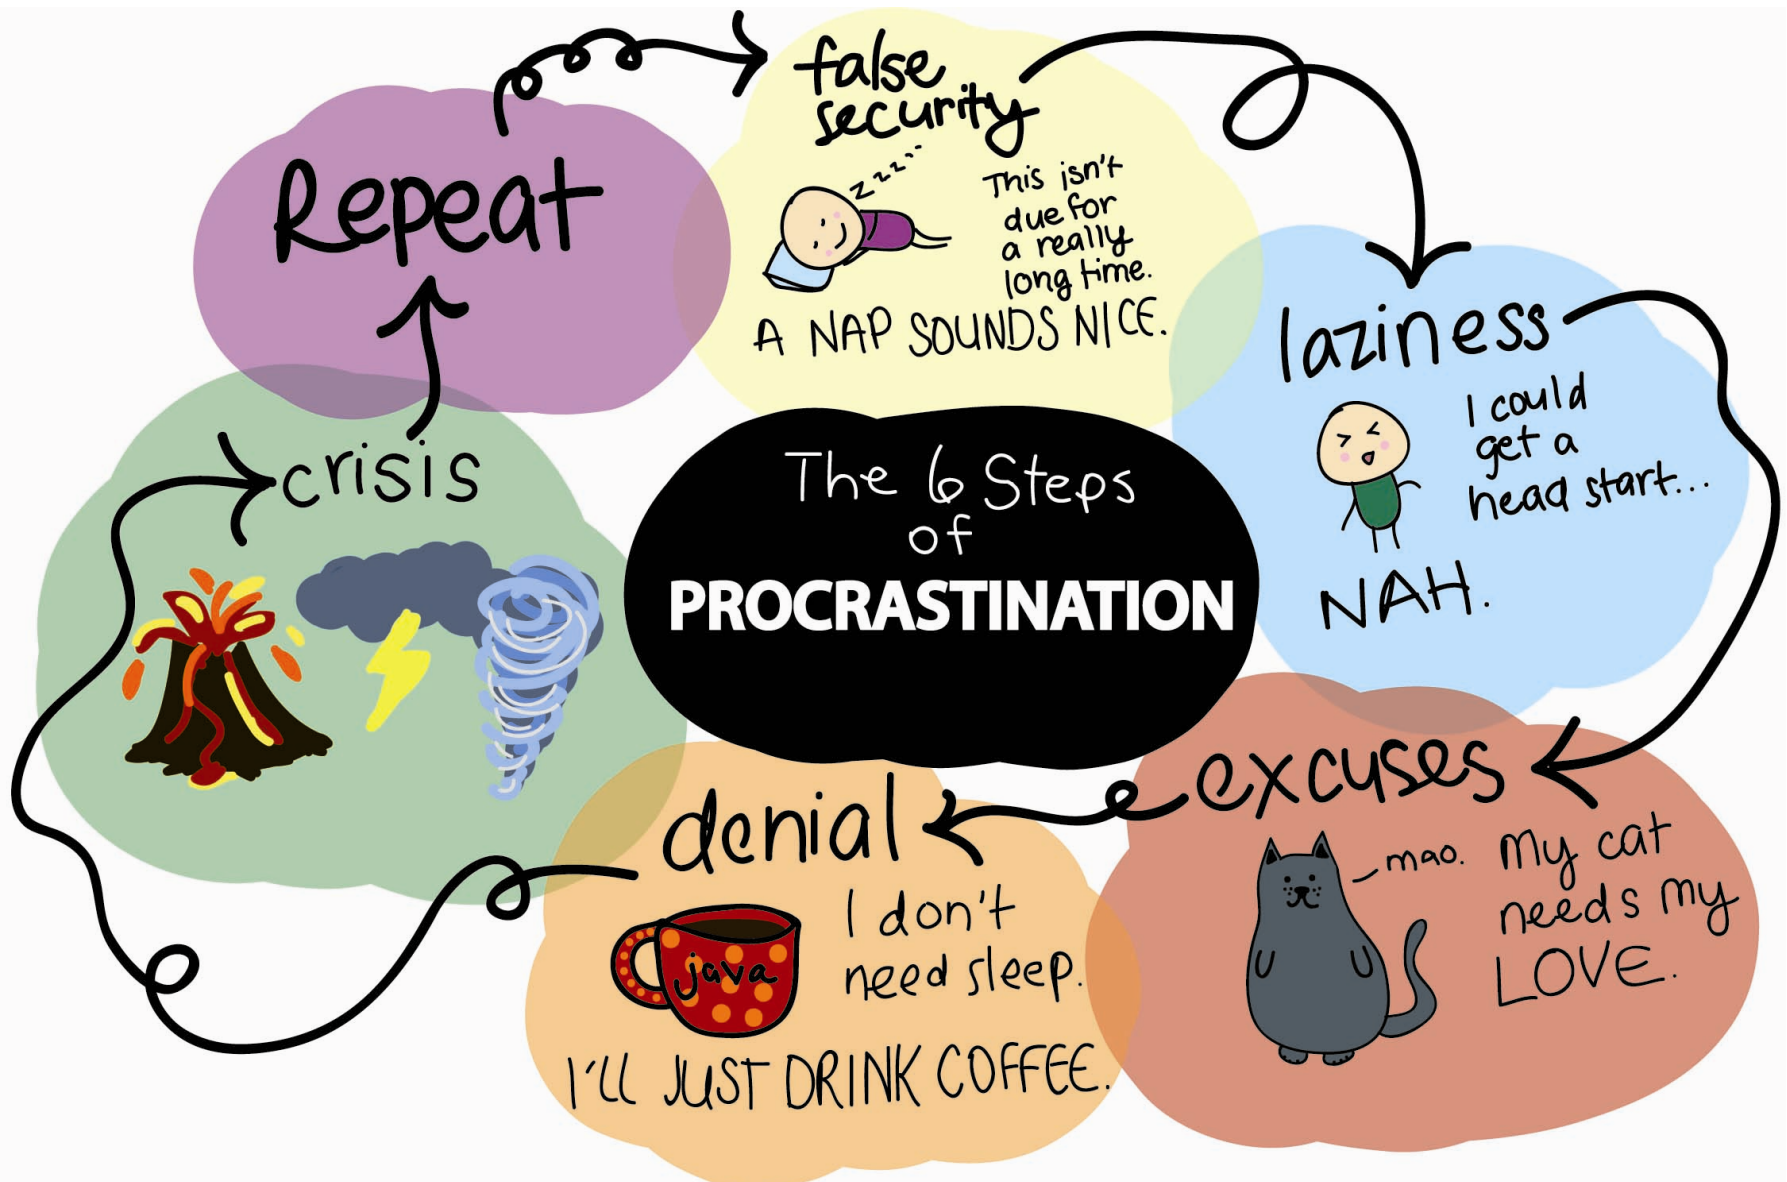 The 6 Steps
of
PROCRASTINATION
false
security
zzz...
This isn't
due for
a really
long time.
A NAP SOUNDS NICE.
laziness
I could
get a
head start...
NAH.
excuses
mao.
My cat
needs my
LOVE.
denial
java
I don't
need sleep.
I'LL JUST DRINK COFFEE.
crisis
Repeat